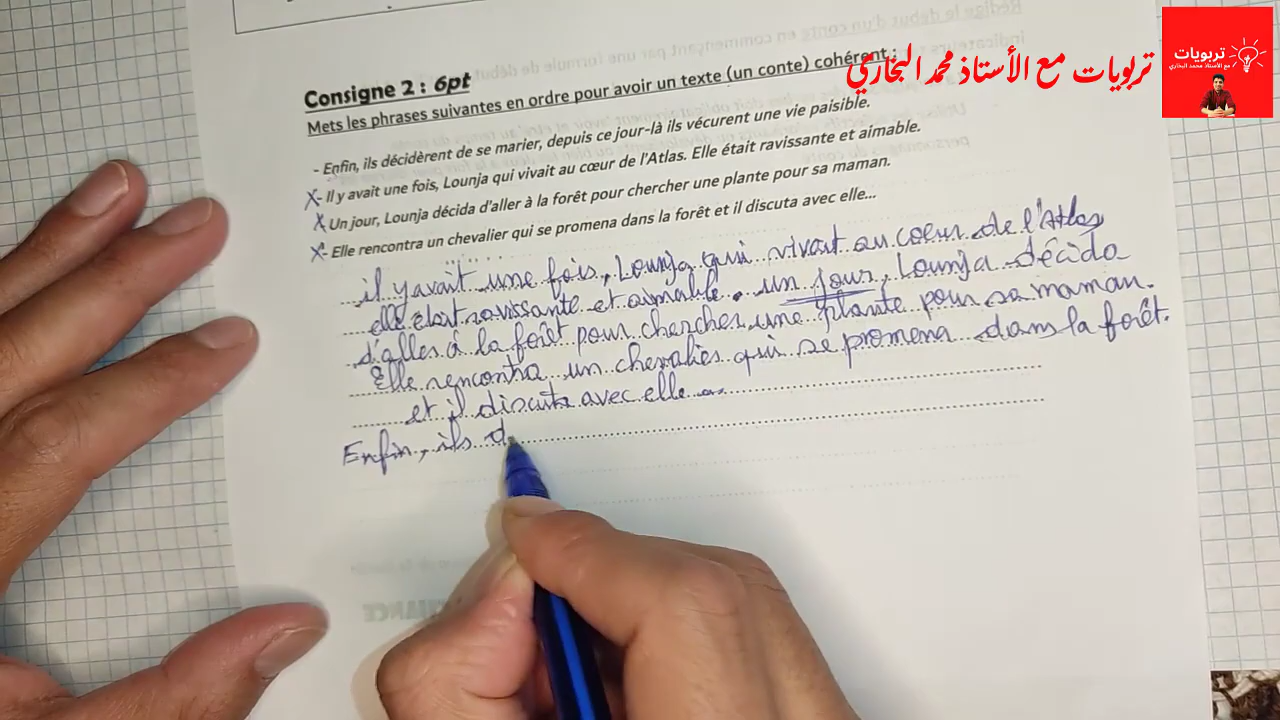 تربويات
مع الأستاذ محمد البخاري
تربويات مع الأستاذ محمد البخاري
Consigne 2 : 6pt
Mets les phrases suivantes en ordre pour avoir un texte (un conte) cohérent :
- Enfin, ils décidèrent de se marier, depuis ce jour-là ils vécurent une vie paisible.
X- Il y avait une fois, Lounja qui vivait au cœur de l'Atlas. Elle était ravissante et aimable.
X Un jour, Lounja décida d'aller à la forêt pour chercher une plante pour sa maman.
X- Elle rencontra un chevalier qui se promena dans la forêt et il discuta avec elle...
il y avait une fois, Lounja qui vivait au coeur de l'Atlas
elle était ravissante et aimable. un jour, Lounja décida
d'aller à la forêt pour chercher une plante pour sa maman.
Elle rencontra un chevalier qui se promena dans la forêt.
et il discuta avec elle
Enfin, ils d